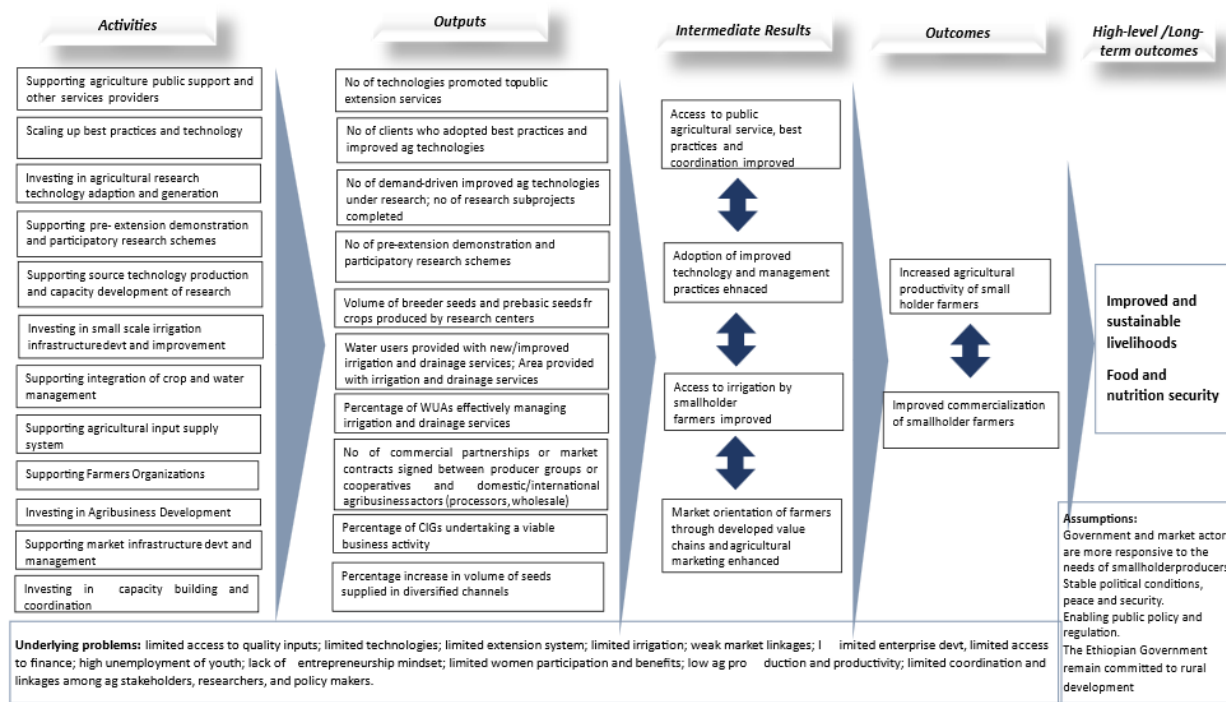 Activities
Outputs
Intermediate Results
Outcomes
High-level /Long-
term outcomes
Supporting agriculture public support and
other services providers
Scaling up best practices and technology
Investing in agricultural research
technology adaption and generation
Supporting pre- extension demonstration
and participatory research schemes
Supporting source technology production
and capacity development of research
Investing in small scale irrigation
infrastructure devt and improvement
Supporting integration of crop and water
management
Supporting agricultural input supply
system
Supporting Farmers Organizations
Investing in Agribusiness Development
Supporting market infrastructure devt and
management
Investing in capacity building and
coordination
No of technologies promoted topublic
extension services
No of clients who adopted best practices and
improved ag technologies
No of demand-driven improved ag technologies
under research; no of research subprojects
completed
No of pre-extension demonstration and
participatory research schemes
Volume of breeder seeds and prebasic seeds fr
crops produced by research centers
Water users provided with new/improved
irrigation and drainage services; Area provided
with irrigation and drainage services
Percentage of WUAs effectively managing
irrigation and drainage services
No of commercial partnerships or market
contracts signed between producer groups or
cooperatives and domestic/international
agribusiness actors (processors, wholesale)
Percentage of CIGs undertaking a viable
business activity
Percentage increase in volume of seeds
supplied in diversified channels
Access to public
agricultural service, best
practices and
coordination improved
Adoption of improved
technology and management
practices ehnaced
Access to irrigation by
smallholder
farmers improved
Market orientation of farmers
through developed value
chains and agricultural
marketing enhanced
Increased agricultural
productivity of small
holder farmers
Improved commercialization
of smallholder farmers
Improved and
sustainable
livelihoods
Food and
nutrition security
Assumptions:
Government and market actor
are more responsive to the
needs of smallholderproducers
Stable political conditions,
peace and security.
Enabling public policy and
regulation.
The Ethiopian Government
remain committed to rural
development
Underlying problems: limited access to quality inputs; limited technologies; limited extension system; limited irrigation; weak market linkages; l imited enterprise devt, limited access
to finance; high unemployment of youth; lack of entrepreneurship mindset; limited women participation and benefits; low ag pro duction and productivity; limited coordination and
linkages among ag stakeholders, researchers, and policy makers.